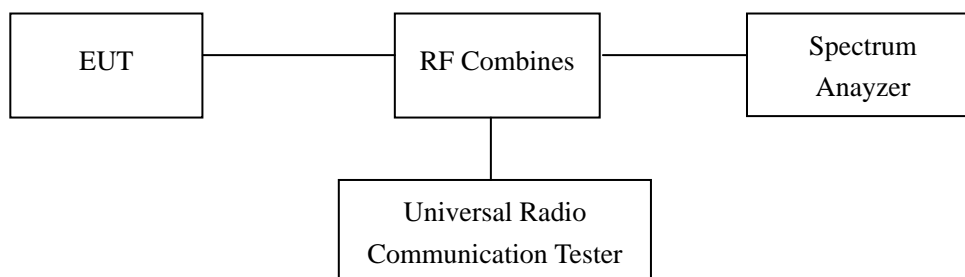 EUT
RF Combines
Spectrum
Anayzer
Universal Radio
Communication Tester